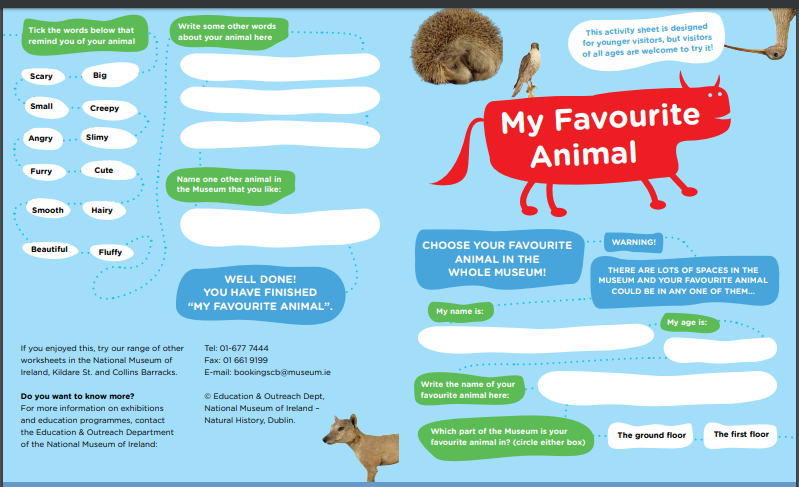 Tick the words below that
remind you of your animal
Scary
Big
Small
Creepy
Angry
Slimy
Furry
Cute
Smooth
Hairy
Beautiful
Fluffy
Write some other words
about your animal here
Name one other animal in
the Museum that you like:
WELL DONE!
YOU HAVE FINISHED
“MY FAVOURITE ANIMAL”.
If you enjoyed this, try our range of other
worksheets in the National Museum of
Ireland, Kildare St. and Collins Barracks.
Do you want to know more?
For more information on exhibitions
and education programmes, contact
the Education & Outreach Department
of the National Museum of Ireland:
Tel: 01-677 7444
Fax: 01 661 9199
E-mail: bookingscb@museum.ie
© Education & Outreach Dept,
National Museum of Ireland –
Natural History, Dublin.
This activity sheet is designed
for younger visitors, but visitors
of all ages are welcome to try it!
My Favourite
Animal
CHOOSE YOUR FAVOURITE
ANIMAL IN THE
WHOLE MUSEUM!
WARNING!
THERE ARE LOTS OF SPACES IN THE
MUSEUM AND YOUR FAVOURITE ANIMAL
COULD BE IN ANY ONE OF THEM...
My name is:
My age is:
Write the name of your
favourite animal here:
Which part of the Museum is your
favourite animal in? (circle either box)
The ground floor
The first floor